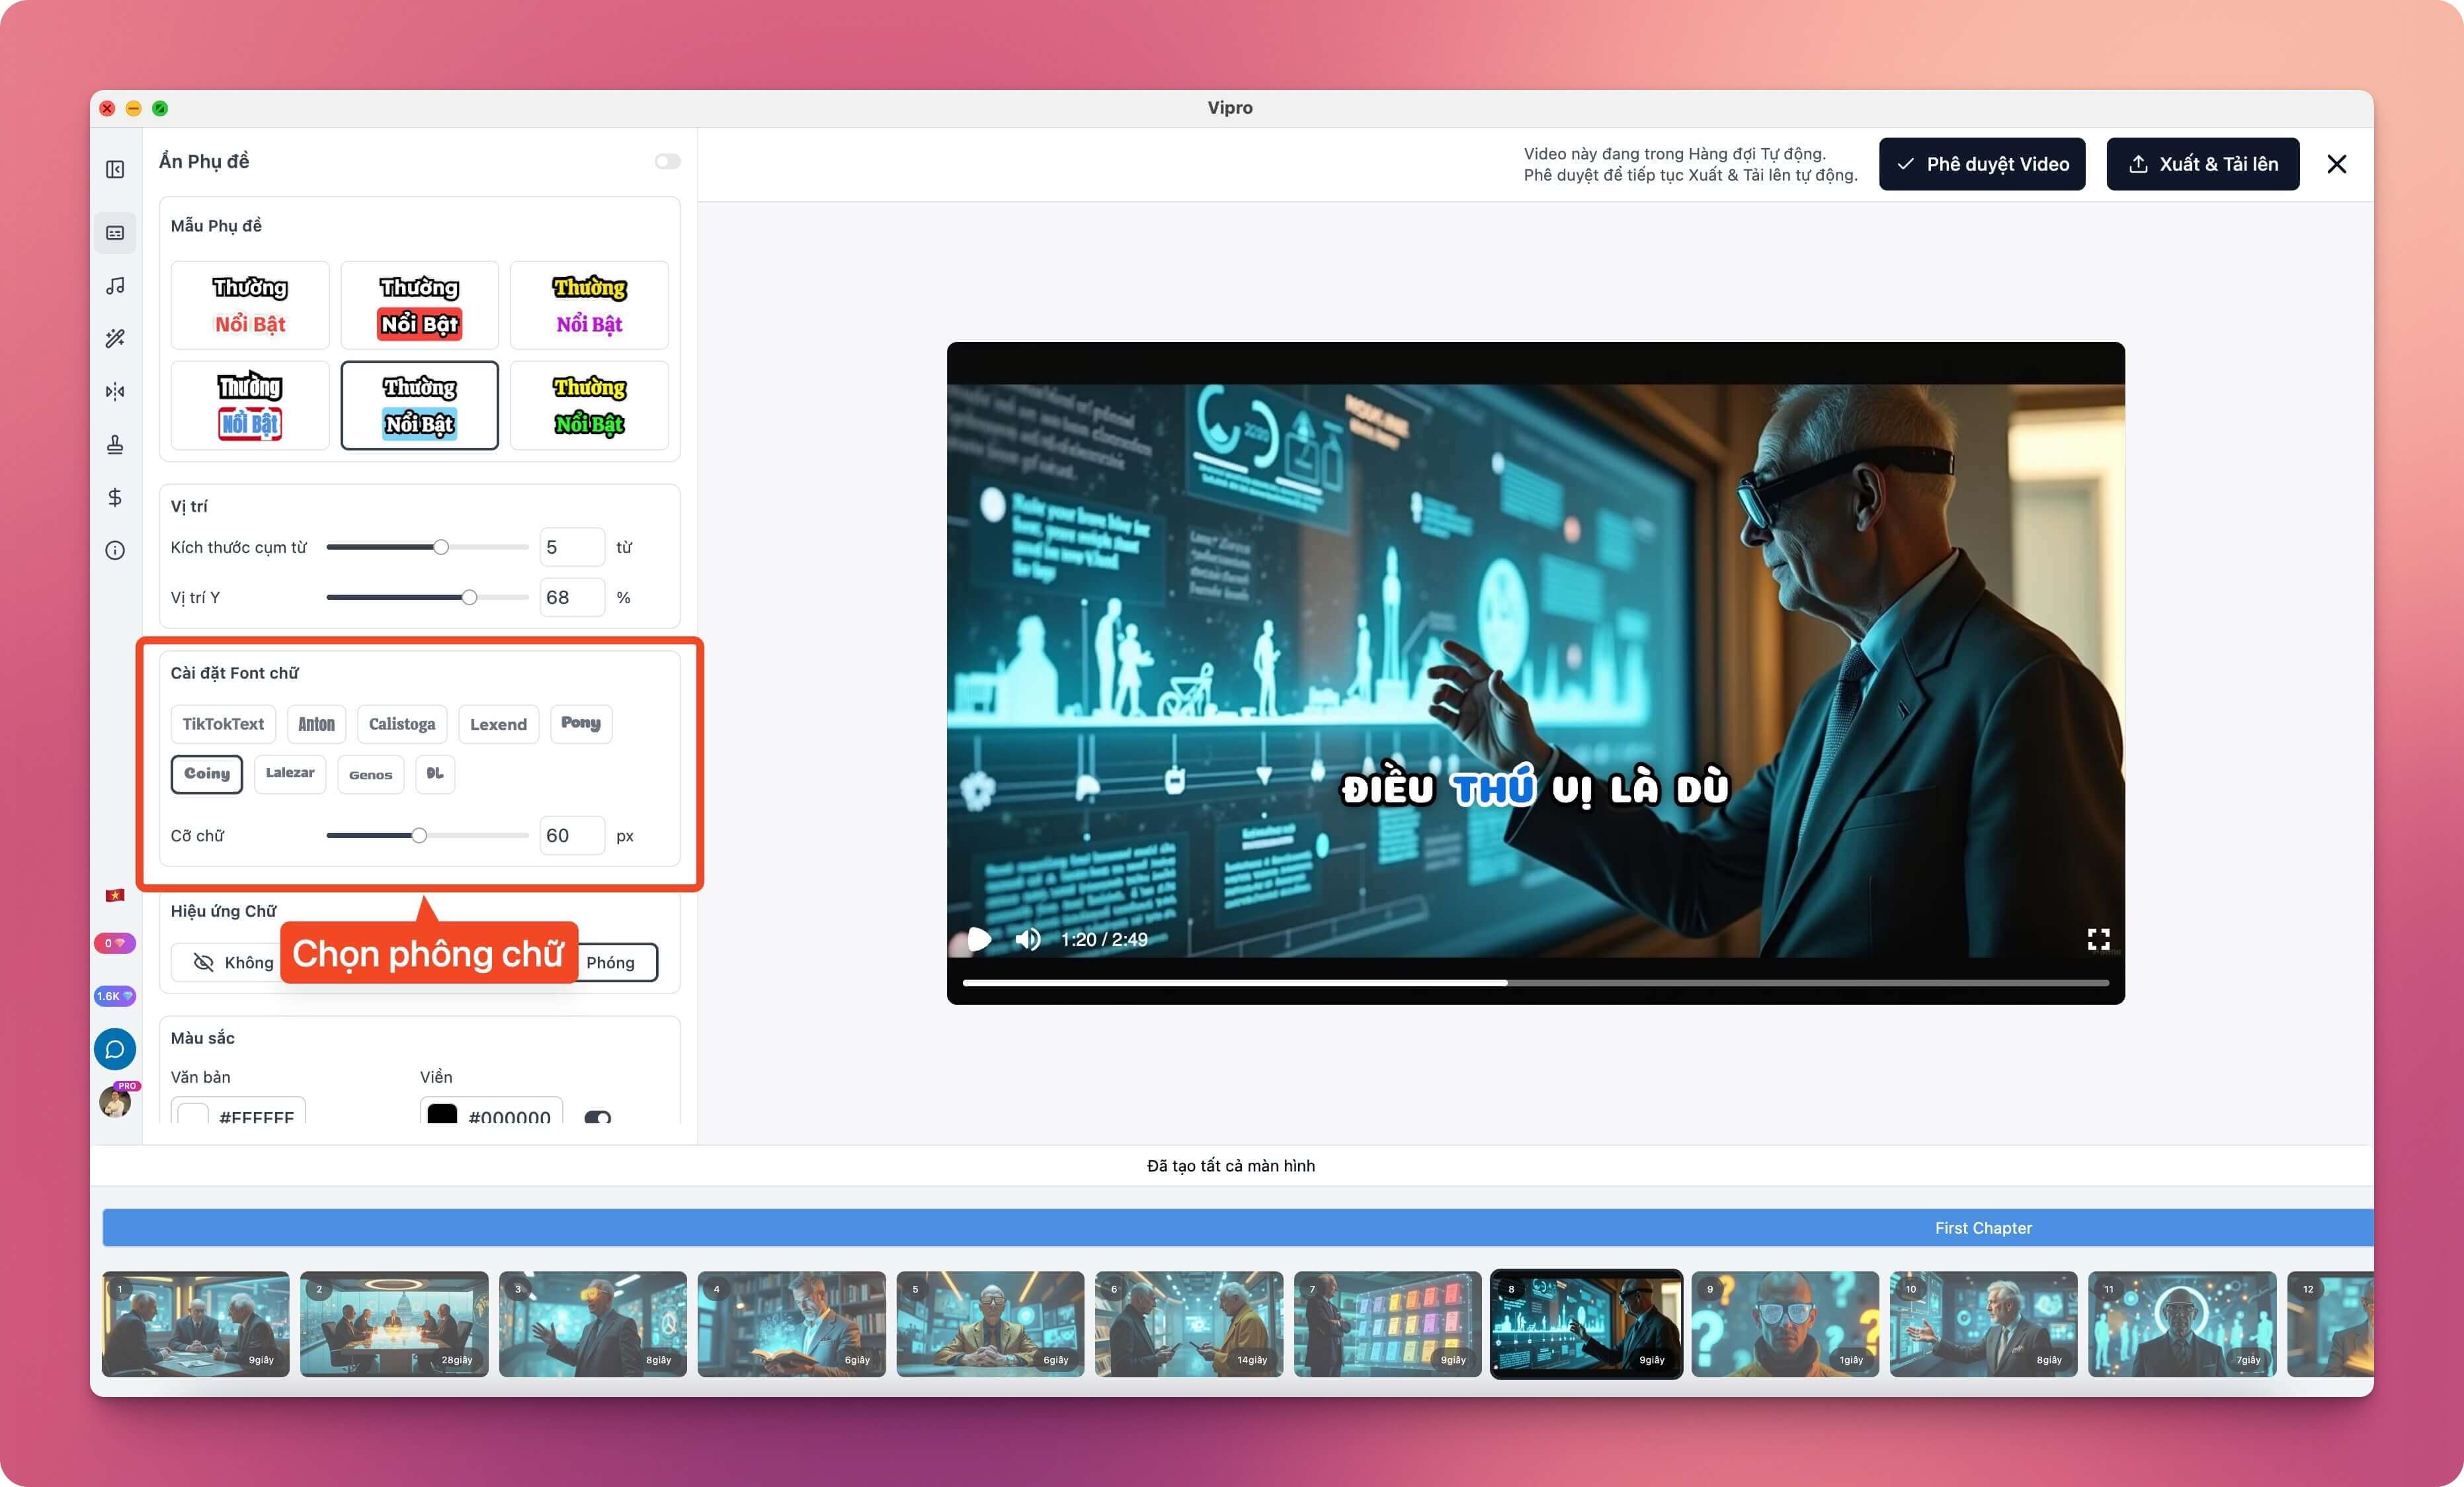 Vipro
Ẩn Phụ đề
Video này đang trong Hàng đợi Tự động.
Phê duyệt để tiếp tục Xuất & Tải lên tự động.
Phê duyệt Video
Xuất & Tải lên
Mẫu Phụ đề
Thường
Nổi Bật
Thường
Nổi Bật
Thường
Nổi Bật
Thường
Nổi Bật
Thường
Nổi Bật
Thường
Nổi Bật
Vị trí
Kích thước cụm từ 5 từ
Vị trí Y 68 %
Cài đặt Font chữ
TikTokText Anton Calistoga Lexend Pony
Coiny Lalezar Genos ĐL
Cỡ chữ 60 px
Hiệu ứng Chữ
Không
Phóng
Chọn phông chữ
Màu sắc
Văn bản Viền
#FFFFFF #000000
0
1.6K
PRO
2020
ĐIỀU THÚ VỊ LÀ DÙ
1:20 / 2:49
Đã tạo tất cả màn hình
First Chapter
1 9giây
2 28giây
3 8giây
4 6giây
5 6giây
6 14giây
7 9giây
8 9giây
9 1giây
10 8giây
11 7giây
12